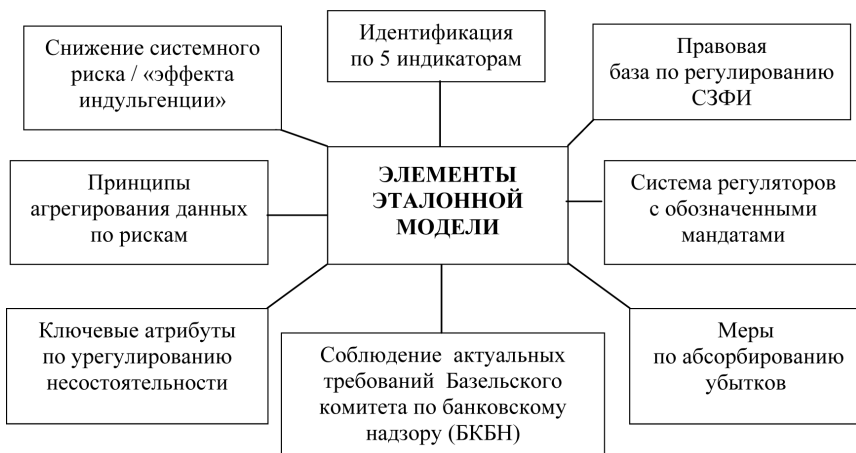 Снижение системного
риска / «эффекта
индульгенции»
Идентификация
по 5 индикаторам
Правовая
база по регулированию
СЗФИ
Принципы
агрегирования данных
по рискам
ЭЛЕМЕНТЫ
ЭТАЛОННОЙ
МОДЕЛИ
Система регуляторов
с обозначенными
мандатами
Ключевые атрибуты
по урегулированию
несостоятельности
Соблюдение актуальных
требований Базельского
комитета по банковскому
надзору (БКБН)
Меры
по абсорбированию
убытков